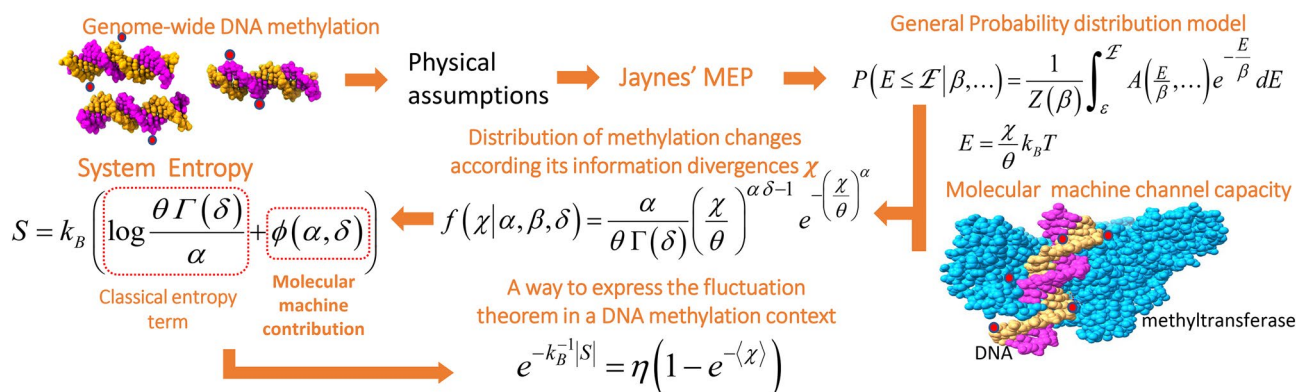 Genome-wide DNA methylation
Physical
assumptions
Jaynes' MEP
General Probability distribution model
P(E ≤ ℰ|β,...) = 1/Z(β) ∫_ε^ℰ A(E/β,...) e^{-E/β} dE
E = χ/θ k_B T
Distribution of methylation changes
according its information divergences χ
f(χ|α,β,δ) = α/(θ Γ(δ)) (χ/θ)^{αδ-1} e^{-(χ/θ)^α}
System Entropy
S = k_B (log θ Γ(δ)/α + ϕ(α,δ))
Classical entropy
term
Molecular
machine
contribution
A way to express the fluctuation
theorem in a DNA methylation context
e^{-k_B^{-1}|S|} = η(1 - e^{-⟨χ⟩})
Molecular machine channel capacity
methyltransferase
DNA